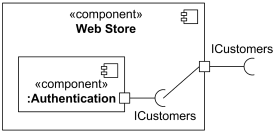 «component»
Web Store
ICustomers
«component»
:Authentication
ICustomers